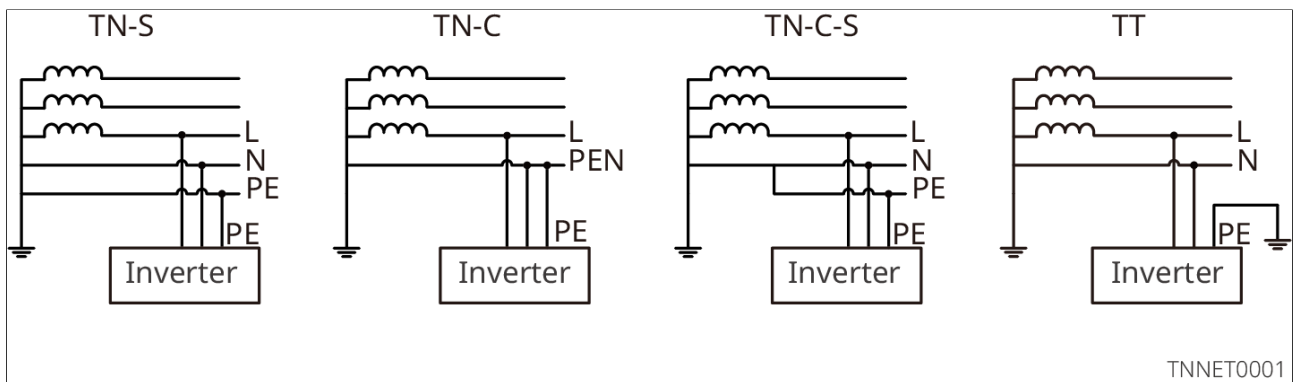 TN-S TN-C TN-C-S TT
L L L L
N PEN N N
PE PE
PE PE PE PE
Inverter Inverter Inverter Inverter
TNNET0001